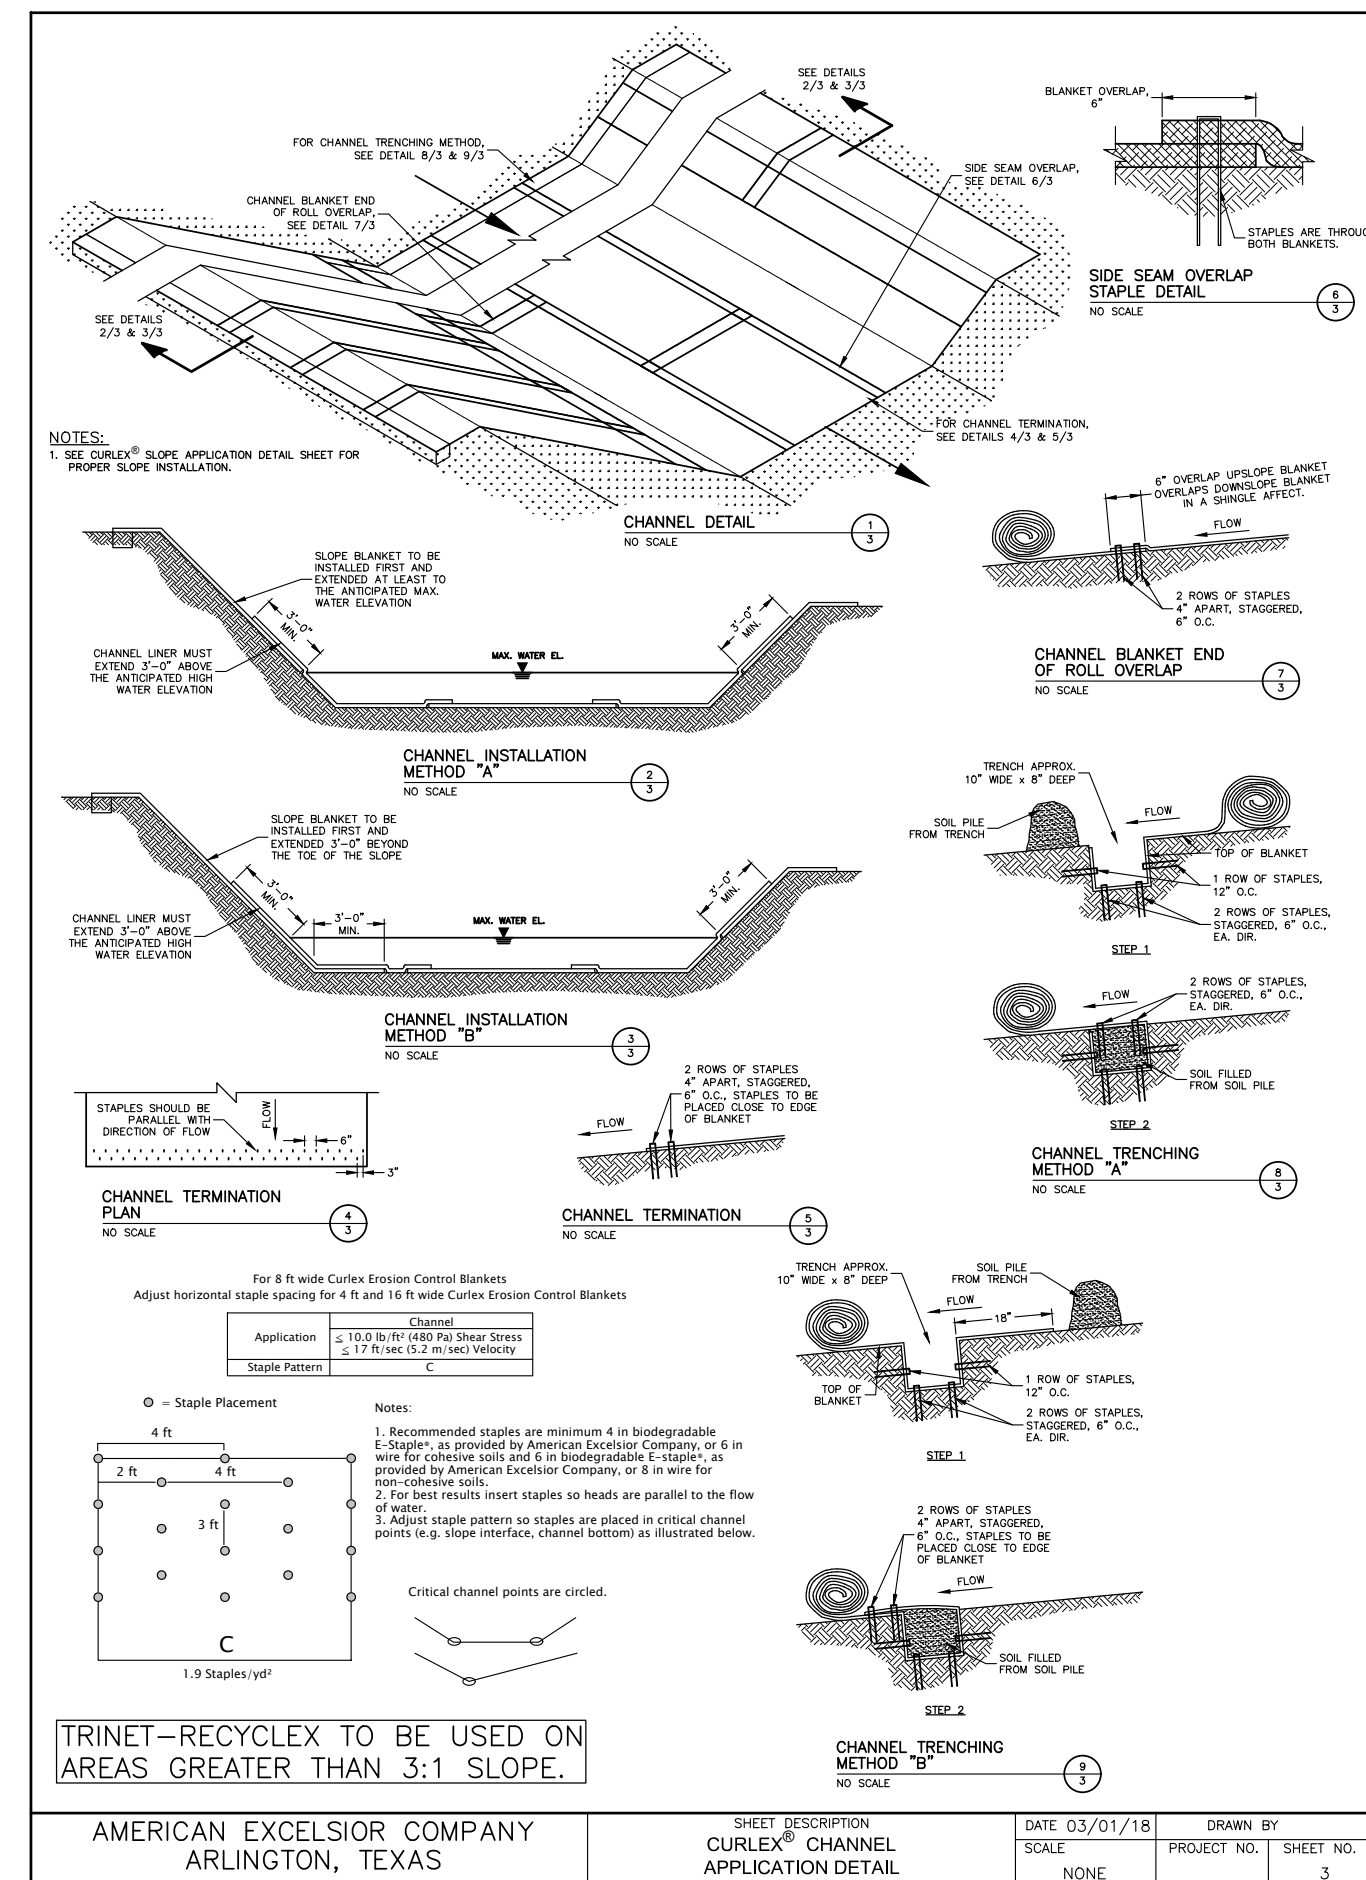 SEE DETAILS
2/3 & 3/3
FOR CHANNEL TRENCHING METHOD,
SEE DETAIL 8/3 & 9/3
CHANNEL BLANKET END
OF ROLL OVERLAP,
SEE DETAIL 7/3
SIDE SEAM OVERLAP,
SEE DETAIL 6/3
SEE DETAILS
2/3 & 3/3
FOR CHANNEL TERMINATION,
SEE DETAILS 4/3 & 5/3
NOTES:
1. SEE CURLEX® SLOPE APPLICATION DETAIL SHEET FOR
PROPER SLOPE INSTALLATION.
CHANNEL DETAIL
NO SCALE
1
3
BLANKET OVERLAP,
6"
STAPLES ARE THROUG
BOTH BLANKETS.
SIDE SEAM OVERLAP
STAPLE DETAIL
NO SCALE
6
3
SLOPE BLANKET TO BE
INSTALLED FIRST AND
EXTENDED AT LEAST TO
THE ANTICIPATED MAX.
WATER ELEVATION
3'-0"
MIN.
3'-0"
MIN.
CHANNEL LINER MUST
EXTEND 3'-0" ABOVE
THE ANTICIPATED HIGH
WATER ELEVATION
MAX. WATER EL.
CHANNEL INSTALLATION
METHOD "A"
NO SCALE
2
3
6" OVERLAP UPSLOPE BLANKET
OVERLAPS DOWNSLOPE BLANKET
IN A SHINGLE AFFECT.
FLOW
2 ROWS OF STAPLES
4" APART, STAGGERED,
6" O.C.
CHANNEL BLANKET END
OF ROLL OVERLAP
NO SCALE
7
3
SLOPE BLANKET TO BE
INSTALLED FIRST AND
EXTENDED 3'-0" BEYOND
THE TOE OF THE SLOPE
3'-0"
MIN.
3'-0"
MIN.
3'-0"
MIN.
CHANNEL LINER MUST
EXTEND 3'-0" ABOVE
THE ANTICIPATED HIGH
WATER ELEVATION
MAX. WATER EL.
CHANNEL INSTALLATION
METHOD "B"
NO SCALE
3
3
TRENCH APPROX.
10" WIDE x 8" DEEP
SOIL PILE
FROM TRENCH
FLOW
TOP OF BLANKET
1 ROW OF STAPLES,
12" O.C.
2 ROWS OF STAPLES,
STAGGERED, 6" O.C.,
EA. DIR.
STEP 1
2 ROWS OF STAPLES,
STAGGERED, 6" O.C.,
EA. DIR.
FLOW
SOIL FILLED
FROM SOIL PILE
STEP 2
CHANNEL TRENCHING
METHOD "A"
NO SCALE
8
3
STAPLES SHOULD BE
PARALLEL WITH
DIRECTION OF FLOW
FLOW
6"
3"
CHANNEL TERMINATION
PLAN
NO SCALE
4
3
2 ROWS OF STAPLES
4" APART, STAGGERED,
6" O.C., STAPLES TO BE
PLACED CLOSE TO EDGE
OF BLANKET
FLOW
CHANNEL TERMINATION
NO SCALE
5
3
For 8 ft wide Curlex Erosion Control Blankets
Adjust horizontal staple spacing for 4 ft and 16 ft wide Curlex Erosion Control Blankets
Application
Channel
≤ 10.0 lb/ft² (480 Pa) Shear Stress
≤ 17 ft/sec (5.2 m/sec) Velocity
Staple Pattern
C
= Staple Placement
4 ft
2 ft
4 ft
3 ft
C
1.9 Staples/yd²
Notes:
1. Recommended staples are minimum 4 in biodegradable
E-Staple®, as provided by American Excelsior Company, or 6 in
wire for cohesive soils and 6 in biodegradable E-staple®, as
provided by American Excelsior Company, or 8 in wire for
non-cohesive soils.
2. For best results insert staples so heads are parallel to the flow
of water.
3. Adjust staple pattern so staples are placed in critical channel
points (e.g. slope interface, channel bottom) as illustrated below.
Critical channel points are circled.
TRENCH APPROX.
10" WIDE x 8" DEEP
SOIL PILE
FROM TRENCH
FLOW
18"
TOP OF
BLANKET
1 ROW OF STAPLES,
12" O.C.
2 ROWS OF STAPLES,
STAGGERED, 6" O.C.,
EA. DIR.
STEP 1
2 ROWS OF STAPLES
4" APART, STAGGERED,
6" O.C., STAPLES TO BE
PLACED CLOSE TO EDGE
OF BLANKET
FLOW
SOIL FILLED
FROM SOIL PILE
STEP 2
CHANNEL TRENCHING
METHOD "B"
NO SCALE
9
3
TRINET-RECYCLEX TO BE USED ON
AREAS GREATER THAN 3:1 SLOPE.
AMERICAN EXCELSIOR COMPANY
ARLINGTON, TEXAS
SHEET DESCRIPTION
CURLEX® CHANNEL
APPLICATION DETAIL
DATE 03/01/18
DRAWN BY
SCALE
NONE
PROJECT NO.
SHEET NO.
3